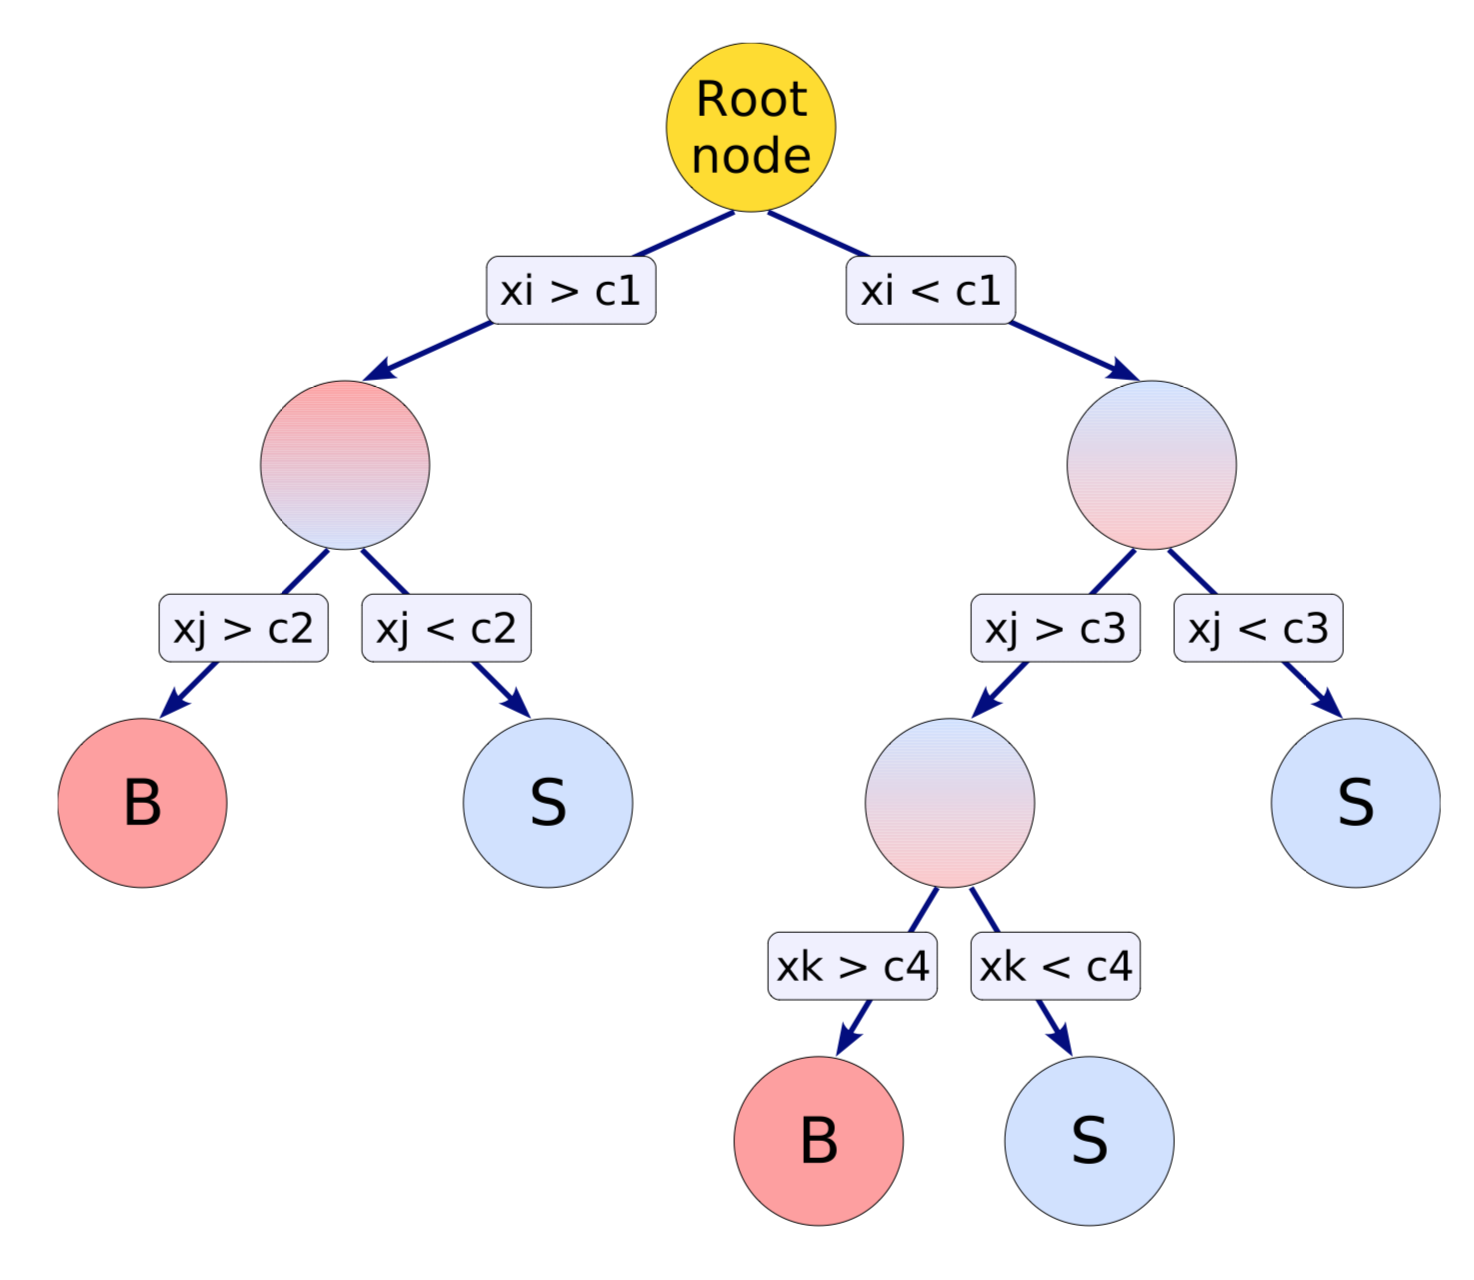 Root
node
xi > c1
xi < c1
xj > c2
xj < c2
xj > c3
xj < c3
B
S
S
xk > c4
xk < c4
B
S